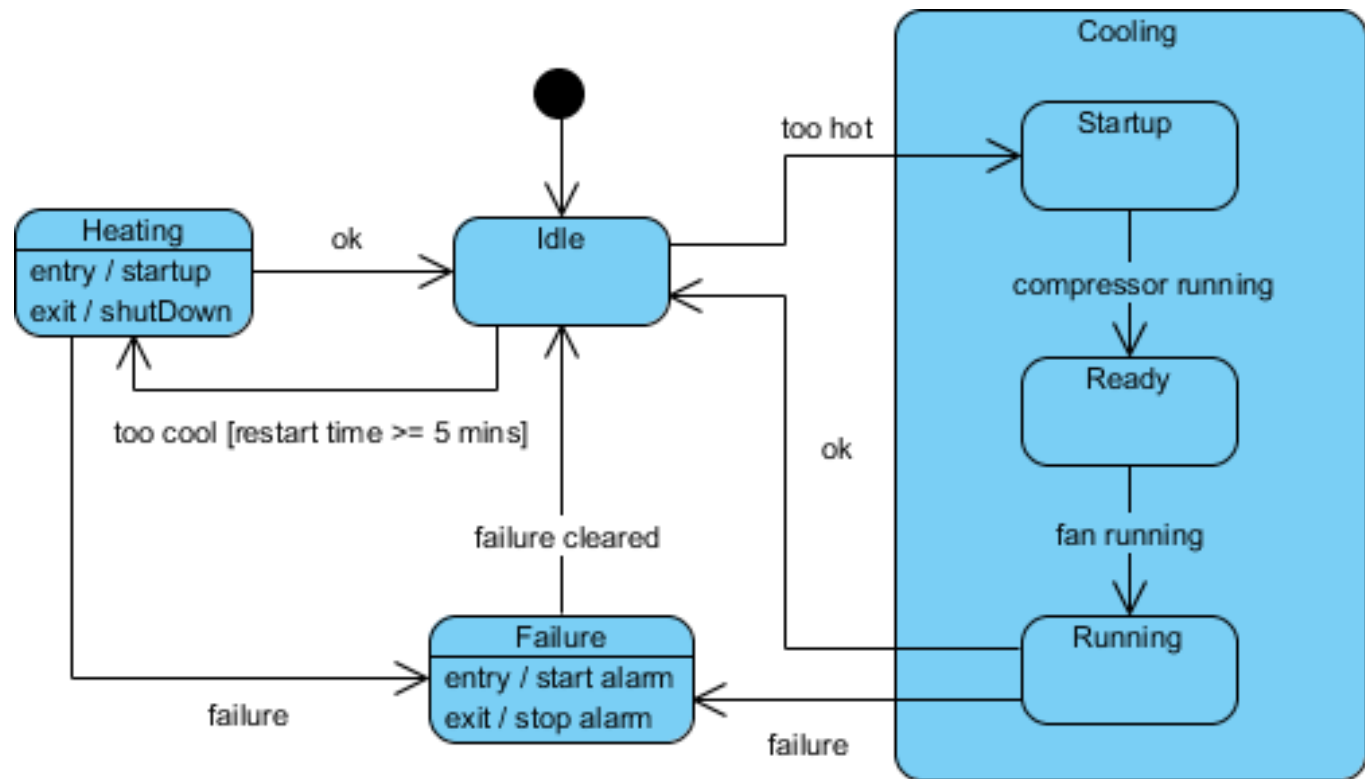 Cooling
Startup
too hot
Heating
entry / startup
exit / shutDown
ok
Idle
compressor running
Ready
too cool [restart time >= 5 mins]
ok
failure cleared
fan running
Failure
entry / start alarm
exit / stop alarm
Running
failure
failure